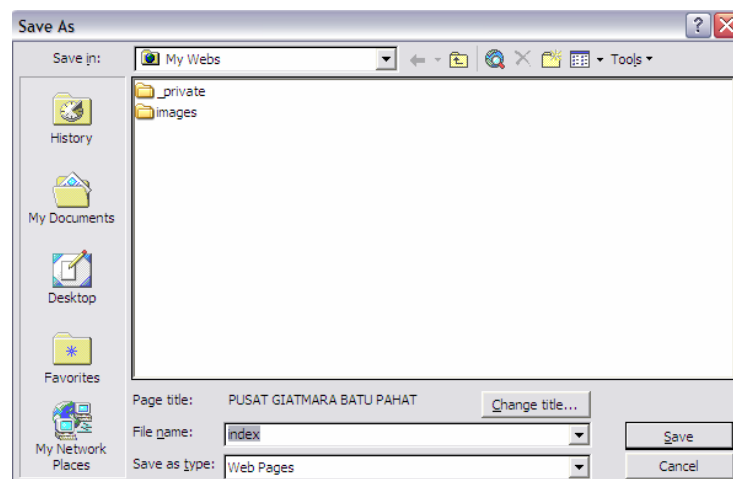 Save As
Save in:
My Webs
Tools
_private
images
History
My Documents
Desktop
Favorites
My Network
Places
Page title:
PUSAT GIATMARA BATU PAHAT
Change title...
File name:
index
Save
Save as type:
Web Pages
Cancel